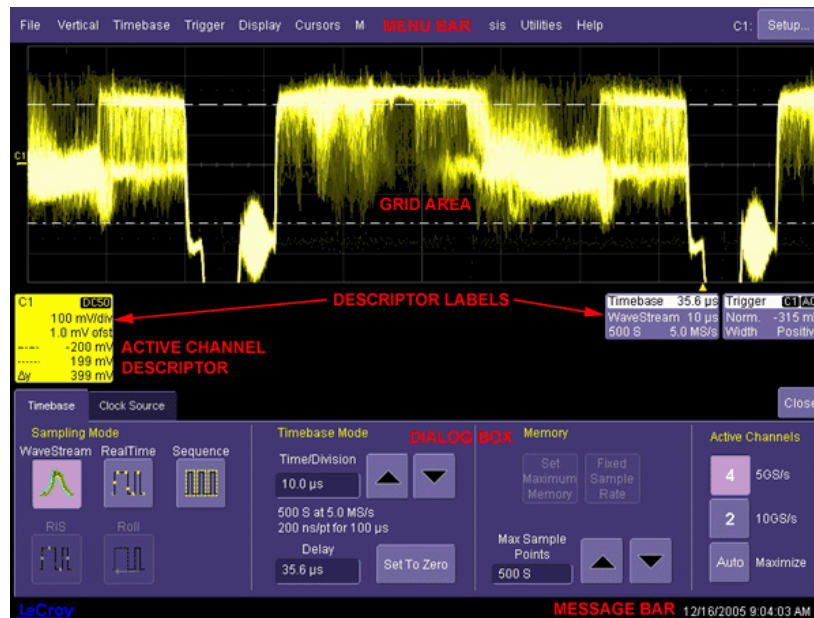 File Vertical Timebase Trigger Display Cursors M MENU BAR sis Utilities Help C1: Setup...
C1
GRID AREA
C1 DC50
100 mV/div
1.0 mV ofst
-200 mV
199 mV
Δy 399 mV
DESCRIPTOR LABELS
ACTIVE CHANNEL
DESCRIPTOR
Timebase 35.6 µs
WaveStream 10 µs
500 S 5.0 MS/s
Trigger C1 AC
Norm. -315 m
Width Positiv
Timebase Clock Source Close
Sampling Mode
WaveStream RealTime Sequence
RIS Roll
Timebase Mode
Time/Division
10.0 µs
500 S at 5.0 MS/s
200 ns/pt for 100 µs
Delay
35.6 µs Set To Zero
DIALOG BOX
Memory
Set
Maximum
Memory
Fixed
Sample
Rate
Max Sample
Points
500 S
Active Channels
4 5GS/s
2 10GS/s
Auto Maximize
LeCroy MESSAGE BAR 12/16/2005 9:04:03 AM